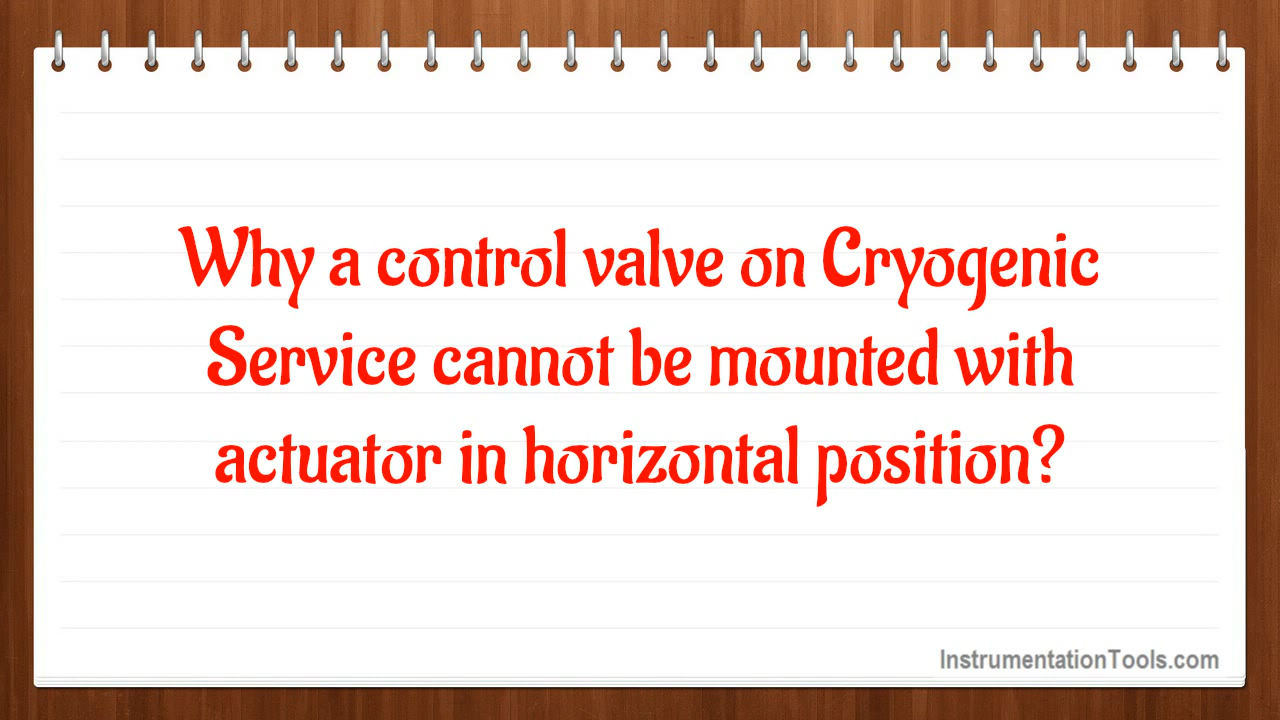 Why a control valve on Cryogenic
Service cannot be mounted with
actuator in horizontal position?
InstrumentationTools.com